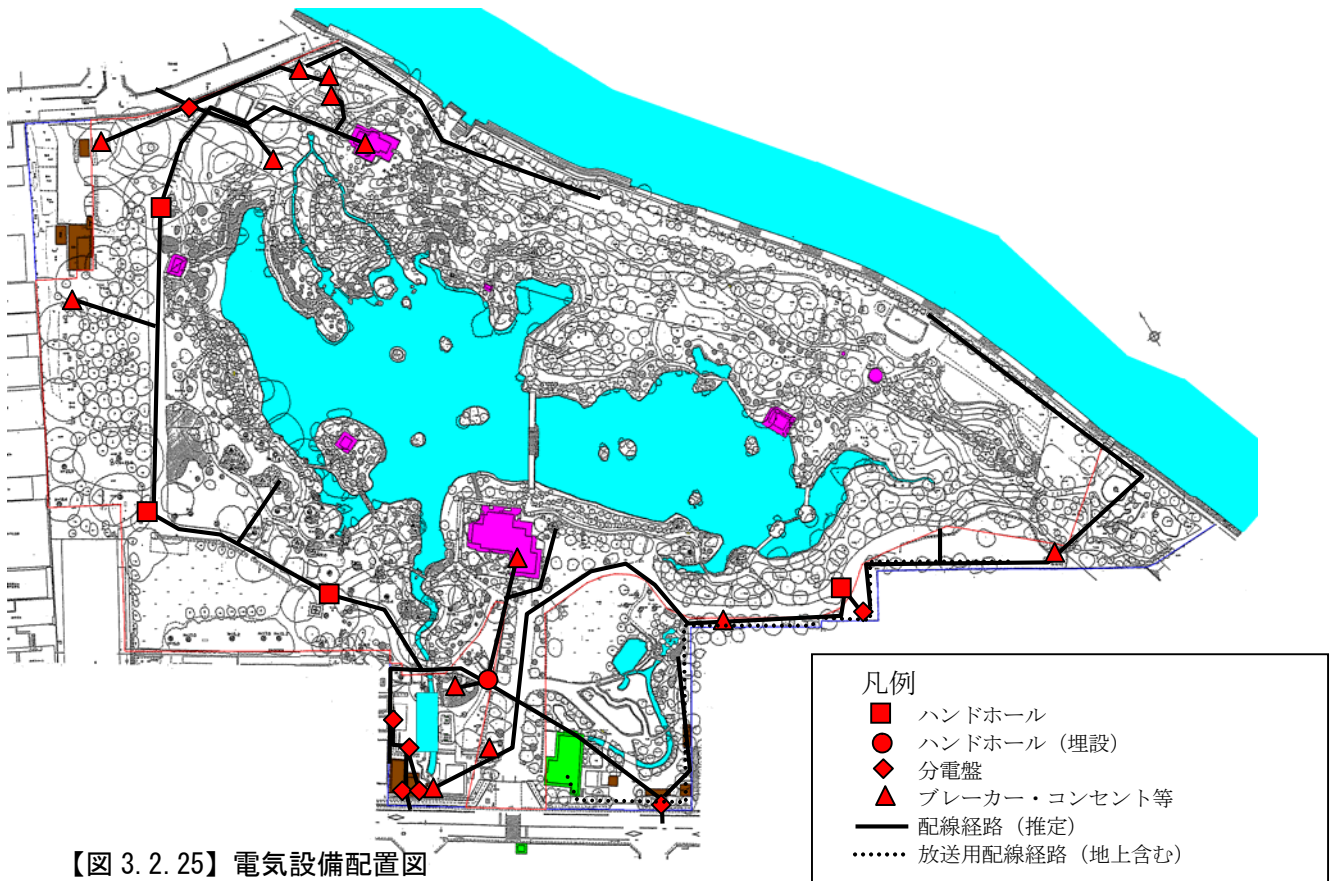 凡例
ハンドホール
ハンドホール（埋設）
分電盤
ブレーカー・コンセント等
配線経路（推定）
放送用配線経路（地上含む）
【図 3.2.25】電気設備配置図